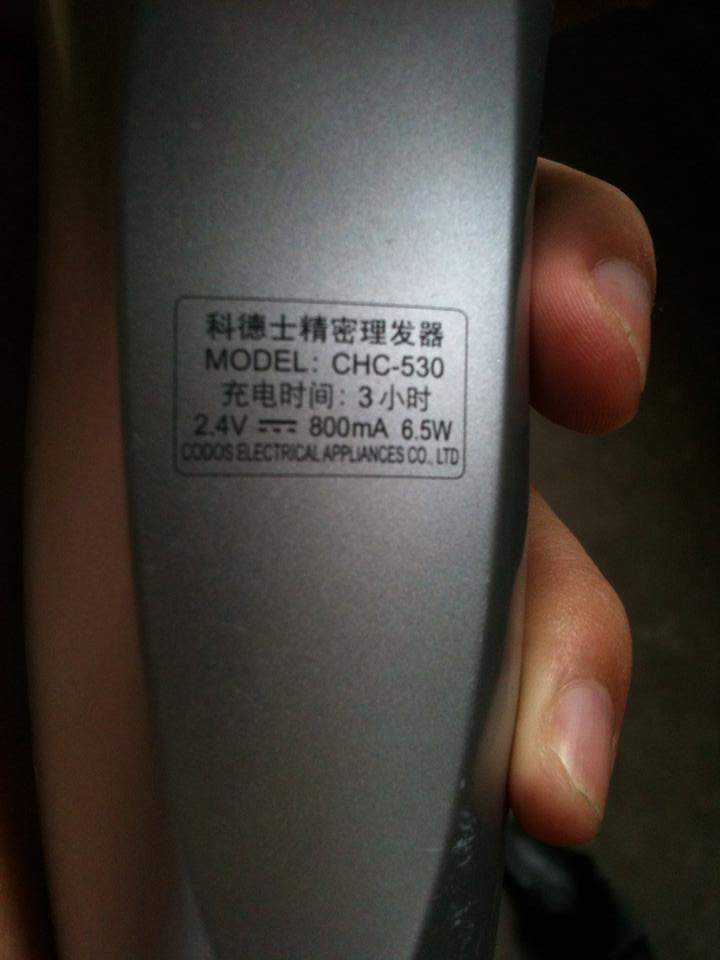 科德士精密理发器
MODEL: CHC-530
充电时间: 3小时
2.4V ⎓ 800mA 6.5W
CODOS ELECTRICAL APPLIANCES CO., LTD